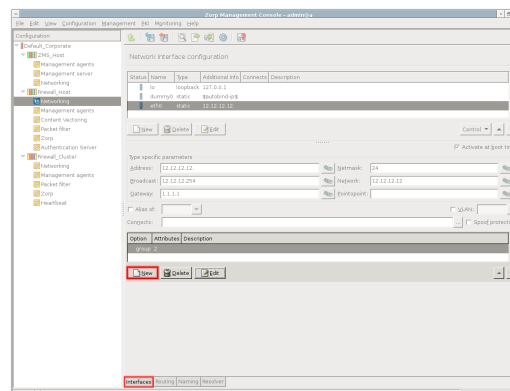 Zorp Management Console - admin@a
File Edit View Configuration Management PKI Monitoring Help
Configuration
Default_Corporate
ZMS_Host
Management agents
Management server
Networking
Firewall_Host
Networking
Management agents
Content Vectoring
Packet filter
Zorp
Authentication Server
Firewall_Cluster
Networking
Management agents
Packet filter
Zorp
Heartbeat
Network interface configuration
Status Name Type Additional info Connects Description
lo loopback 127.0.0.1
dummy0 static $autobind-ip$
static 12.12.12.12.
New Delete Edit Control
Activate at boot tim
Type specific parameters
Address: 12.12.12.12. Netmask: 24
Broadcast: 12.12.12.254 Network: 12.12.12.12
Gateway: 1.1.1.1 Pointopoint:
Alias of: VLAN:
Connects: ... Spoof protecti
Option Attributes Description
group 2
New Delete Edit
Interfaces Routing Naming Resolver